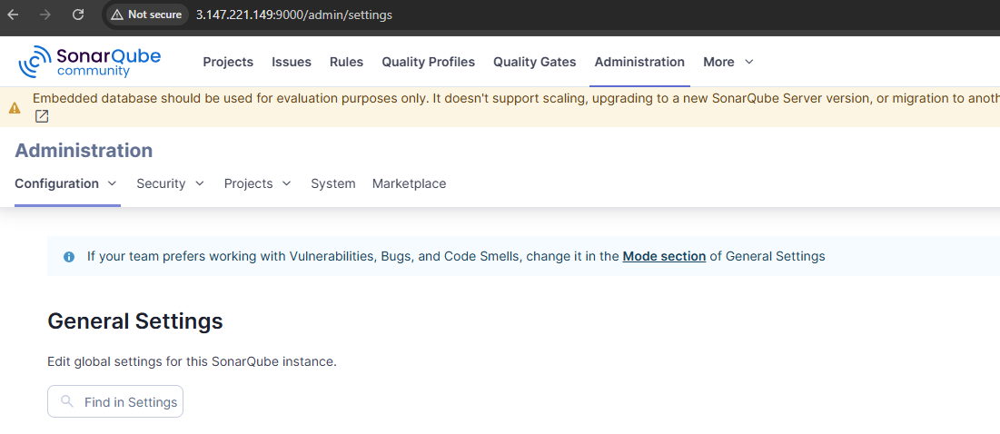 Not secure 3.147.221.149:9000/admin/settings
SonarQube community
Projects Issues Rules Quality Profiles Quality Gates Administration More
Embedded database should be used for evaluation purposes only. It doesn't support scaling, upgrading to a new SonarQube Server version, or migration to anoth
Administration
Configuration Security Projects System Marketplace
If your team prefers working with Vulnerabilities, Bugs, and Code Smells, change it in the Mode section of General Settings
General Settings
Edit global settings for this SonarQube instance.
Find in Settings